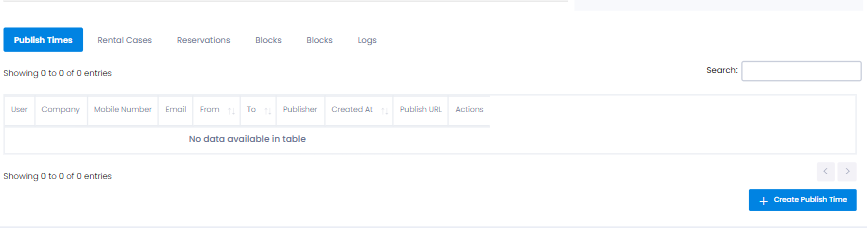 Publish Times Rental Cases Reservations Blocks Blocks Logs
Showing 0 to 0 of 0 entries
Search:
User Company Mobile Number Email From To Publisher Created At Publish URL Actions
No data available in table
Showing 0 to 0 of 0 entries
Create Publish Time